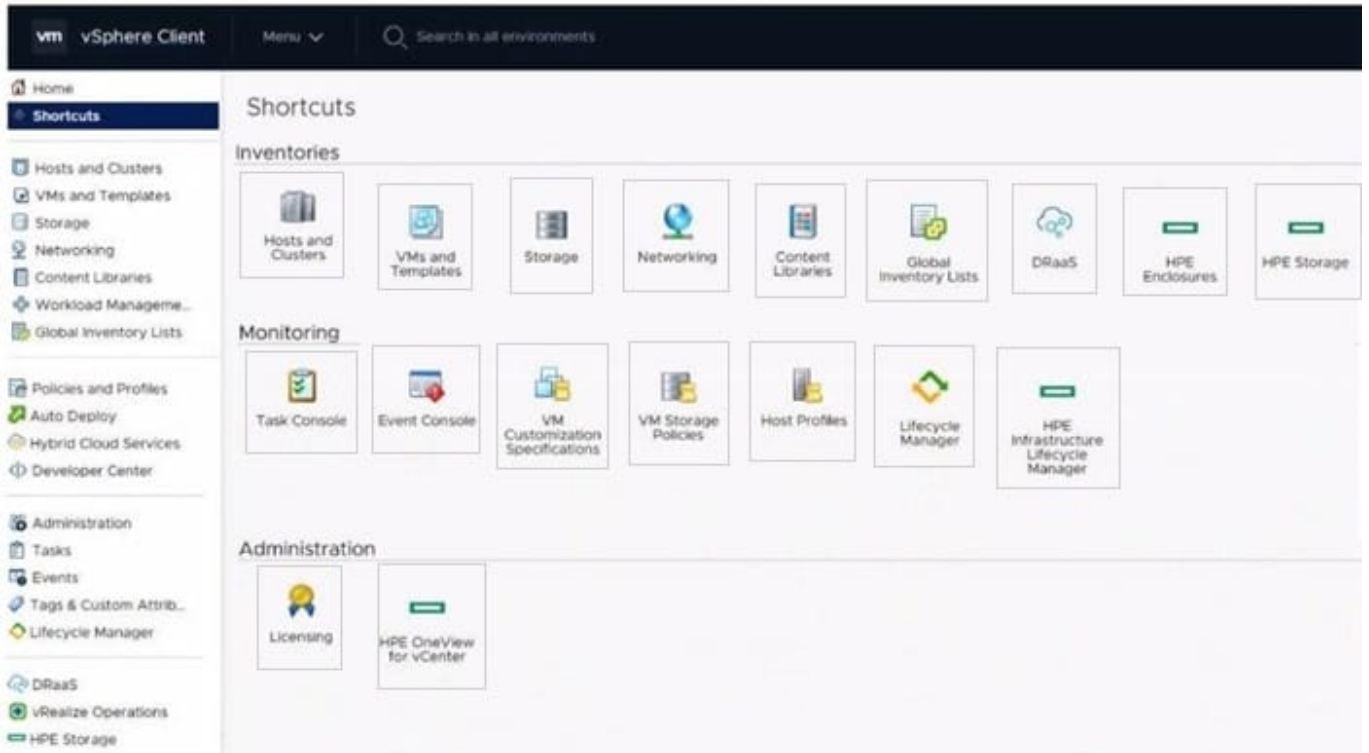 vm vSphere Client Menu Search in all environments
Home
Shortcuts
Hosts and Clusters
VMs and Templates
Storage
Networking
Content Libraries
Workload Manageme...
Global Inventory Lists
Policies and Profiles
Auto Deploy
Hybrid Cloud Services
Developer Center
Administration
Tasks
Events
Tags & Custom Attrib...
Lifecycle Manager
DRaaS
vRealize Operations
HPE Storage
Shortcuts
Inventories
Hosts and
Clusters
VMs and
Templates
Storage
Networking
Content
Libraries
Global
Inventory Lists
DRaaS
HPE
Enclosures
HPE Storage
Monitoring
Task Console
Event Console
VM
Customization
Specifications
VM Storage
Policies
Host Profiles
Lifecycle
Manager
HPE
Infrastructure
Lifecycle
Manager
Administration
Licensing
HPE OneView
for vCenter